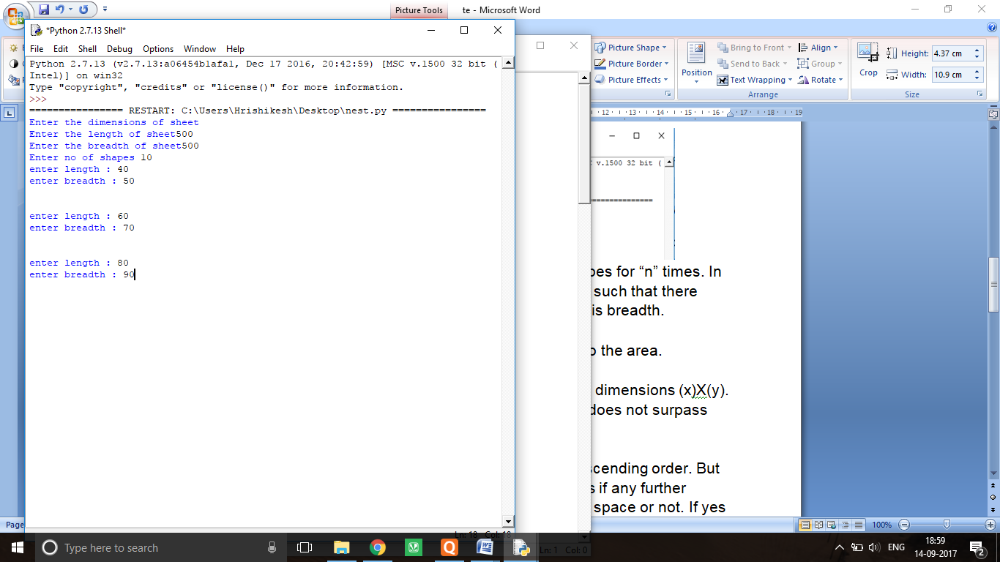 Picture Tools
te - Microsoft Word
*Python 2.7.13 Shell*
File Edit Shell Debug Options Window Help
Python 2.7.13 (v2.7.13:a06454b1afa1, Dec 17 2016, 20:42:59) [MSC v.1500 32 bit (
Intel)] on win32
Type "copyright", "credits" or "license()" for more information.
>>>
================ RESTART: C:\Users\Hrishikesh\Desktop\nest.py ================
Enter the dimensions of sheet
Enter the length of sheet500
Enter the breadth of sheet500
Enter no of shapes 10
enter length : 40
enter breadth : 50
enter length : 60
enter breadth : 70
enter length : 80
enter breadth : 90
Picture Shape
Picture Border
Picture Effects
Position
Bring to Front
Send to Back
Text Wrapping
Align
Group
Rotate
Arrange
Crop
Height: 4.37 cm
Width: 10.9 cm
Size
12 13 14 15 16 17 18 19
v.1500 32 bit (
==============
pes for “n” times. In
such that there
is breadth.
the area.
dimensions (x)X(y).
does not surpass
scending order. But
if any further
space or not. If yes
Page
Ln: 18 Col: 18
100%
Ln: 1 Col: 0
Type here to search
ENG
18:59
14-09-2017
2